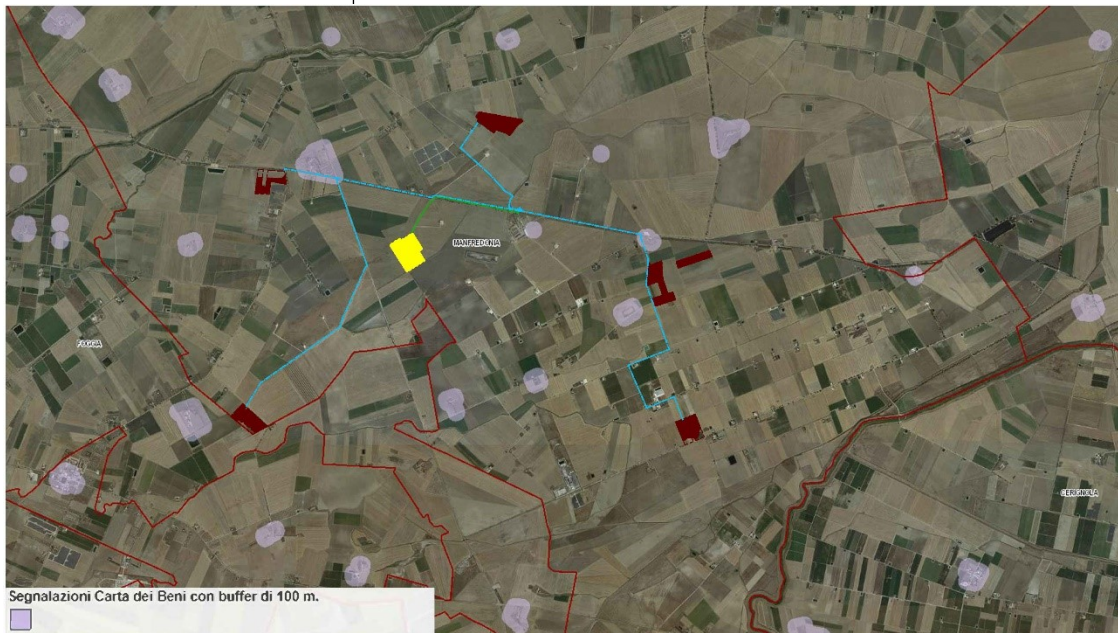 MANFREDONIA
FOGGIA
CERIGNOLA
Segnalazioni Carta dei Beni con buffer di 100 m.